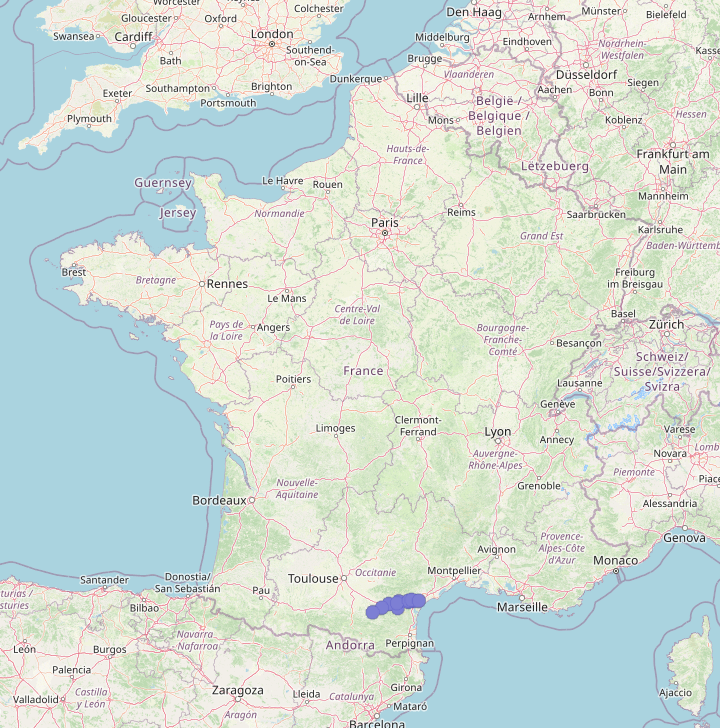 Worcester
Colchester
Swansea
Gloucester
Oxford
Cardiff
London
Southend-
on-Sea
Bath
Exeter
Southampton
Brighton
Portsmouth
Plymouth
Den Haag
Arnhem
Münster
Bielefeld
Middelburg
Eindhoven
Brugge
Nordrhein-
Westfalen
Dunkerque
Vlaanderen
Düsseldorf
Siegen
Lille
België /
Belgique /
Belgien
Aachen
Bonn
Mons
Koblenz
Hessen
Hauts-de-
France
Lëtzebuerg
Frankfurt am
Main
Guernsey
Jersey
Le Havre
Rouen
Mannheim
Normandie
Paris
Reims
Saarbrücken
Karlsruhe
Grand Est
Brest
Bretagne
Rennes
Le Mans
Freiburg
im Breisgau
Centre-Val
de Loire
Basel
Zürich
Pays de
la Loire
Angers
Bourgogne-
Franche-
Comté
Besançon
Schweiz/
Suisse/Svizzera/
Svizra
France
Poitiers
Lausanne
Genève
Limoges
Clermont-
Ferrand
Lyon
Annecy
Varese
Novara
Auvergne-
Rhône-Alpes
Piemonte
Nouvelle-
Aquitaine
Grenoble
Bordeaux
Alessandria
Genova
Provence-
Alpes-Côte
d'Azur
Avignon
Monaco
Toulouse
Occitanie
Montpellier
Marseille
Santander
Donostia/
San Sebastián
Bilbao
Pau
Andorra
Perpignan
Navarra -
Nafarroa
León
Burgos
Palencia
Valladolid
Castilla
y León
Zaragoza
Aragón
Lleida
Catalunya
Girona
Mataró
Barcelona
Ajaccio